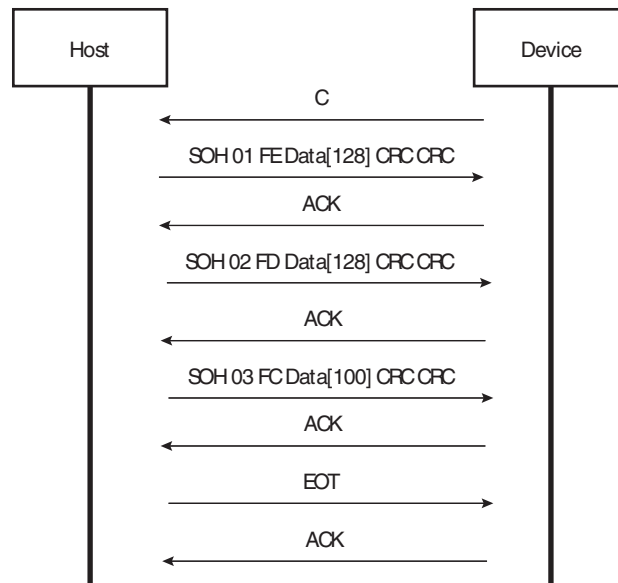 Host
Device
C
SOH 01 FE Data[128] CRC CRC
ACK
SOH 02 FD Data[128] CRC CRC
ACK
SOH 03 FC Data[100] CRC CRC
ACK
EOT
ACK